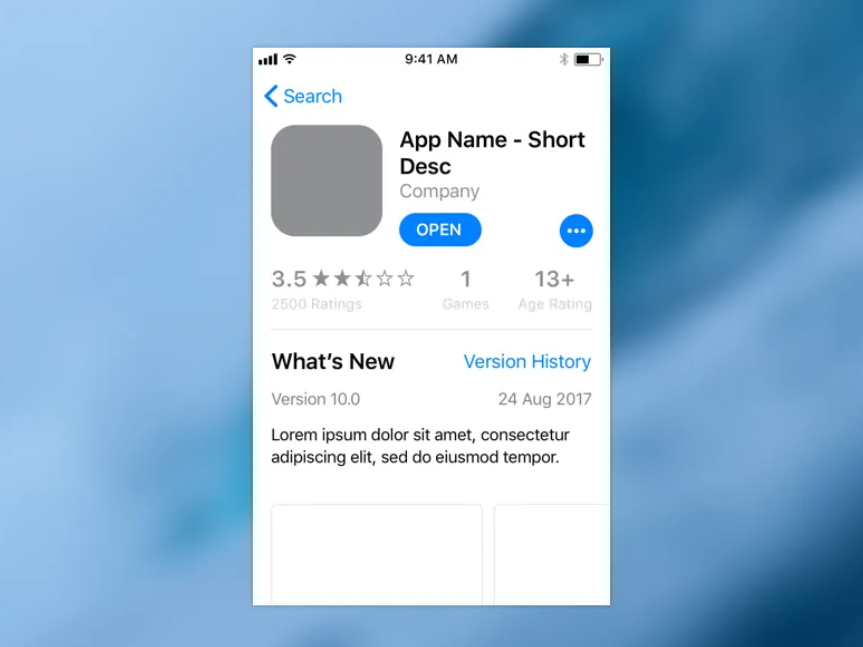 9:41 AM
Search
App Name - Short
Desc
Company
OPEN
3.5
1
13+
2500 Ratings
Games
Age Rating
What’s New
Version History
Version 10.0
24 Aug 2017
Lorem ipsum dolor sit amet, consectetur
adipiscing elit, sed do eiusmod tempor.